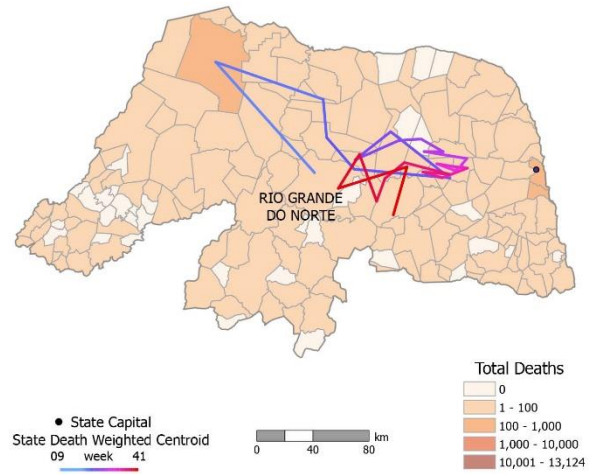 RIO GRANDE
DO NORTE
Total Deaths
0
1 - 100
100 - 1,000
1,000 - 10,000
10,001 - 13,124
State Capital
State Death Weighted Centroid
09 week 41
km
0 40 80